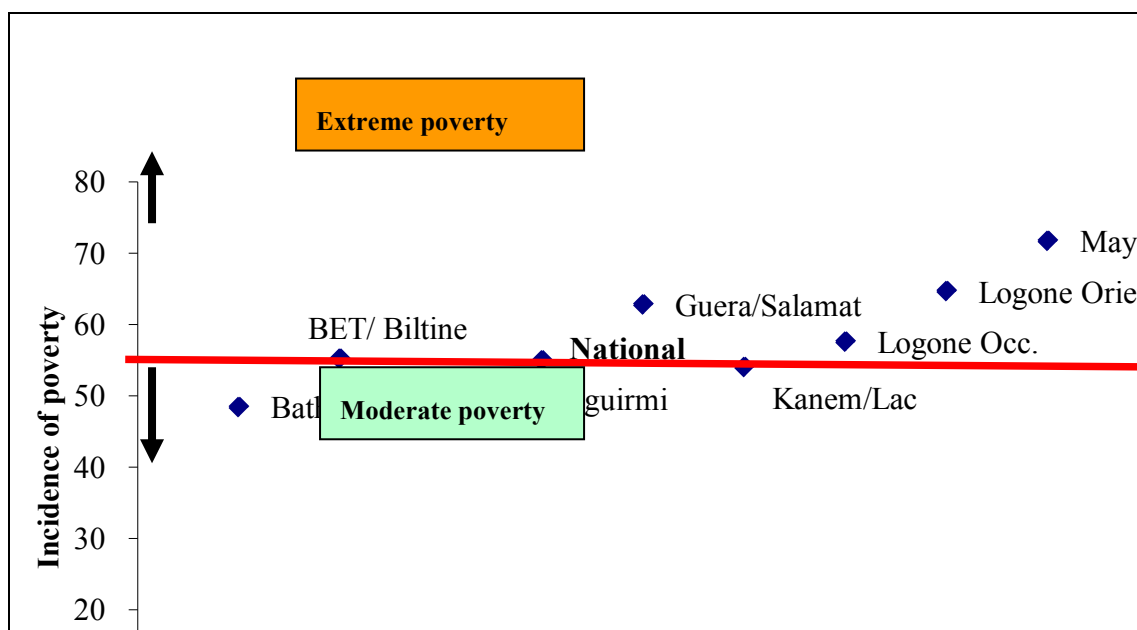 Extreme poverty
80
70
60
50
40
30
20
Incidence of poverty
May
Logone Orie
Guera/Salamat
BET/ Biltine
National
Logone Occ.
Bat
Moderate poverty
guirmi
Kanem/Lac